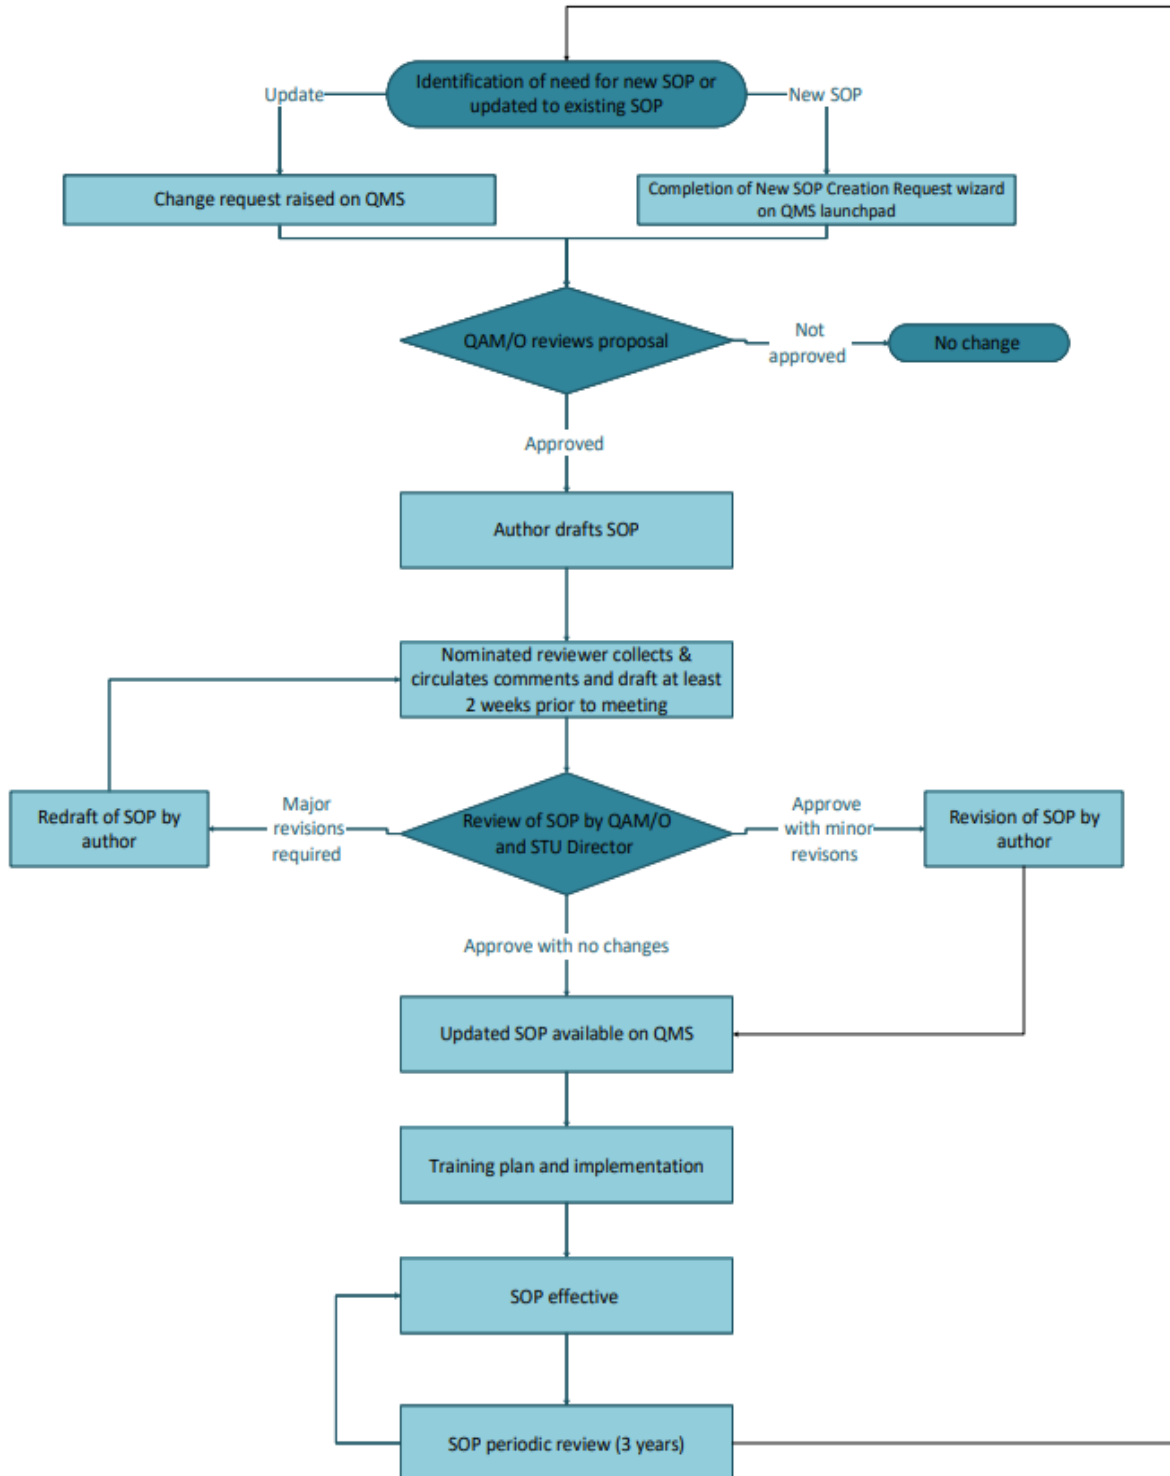 Identification of need for new SOP or
updated to existing SOP
Update
New SOP
Change request raised on QMS
Completion of New SOP Creation Request wizard
on QMS launchpad
QAM/O reviews proposal
Not
approved
No change
Approved
Author drafts SOP
Nominated reviewer collects &
circulates comments and draft at least
2 weeks prior to meeting
Redraft of SOP by
author
Major
revisions
required
Review of SOP by QAM/O
and STU Director
Approve
with minor
revisons
Revision of SOP by
author
Approve with no changes
Updated SOP available on QMS
Training plan and implementation
SOP effective
SOP periodic review (3 years)